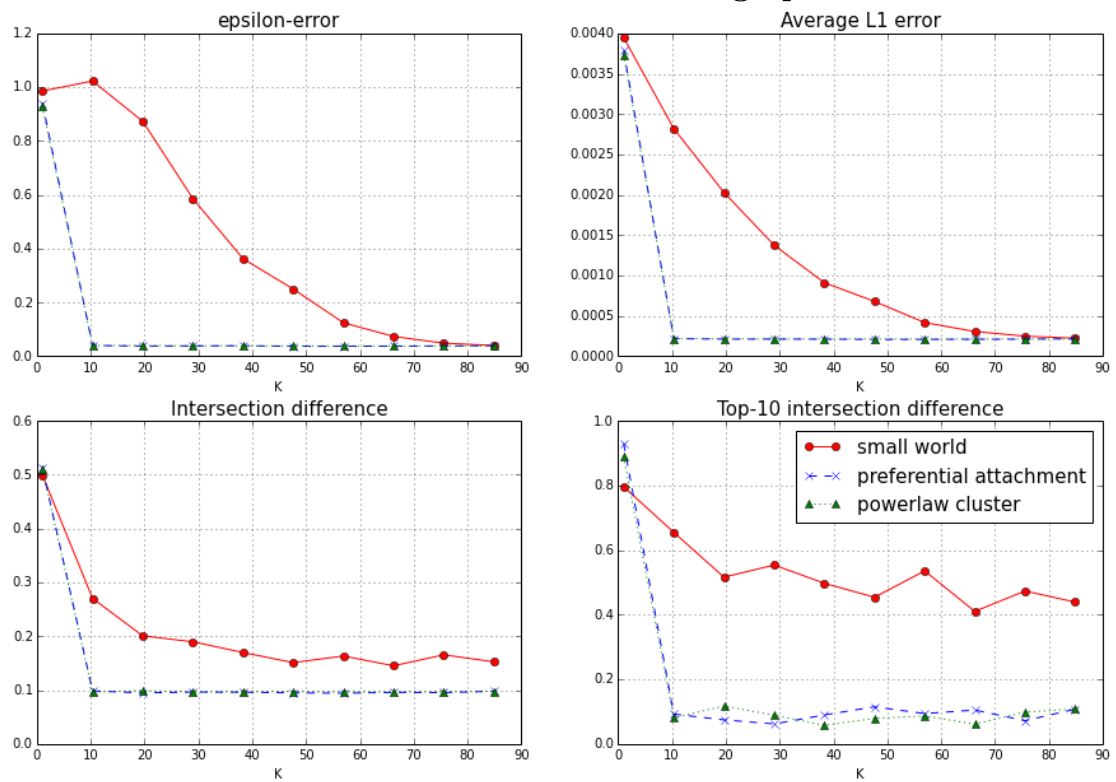 epsilon-error
1.2
1.0
0.8
0.6
0.4
0.2
0.0
0 10 20 30 40 50 60 70 80 90
K
Average L1 error
0.0040
0.0035
0.0030
0.0025
0.0020
0.0015
0.0010
0.0005
0.0000
0 10 20 30 40 50 60 70 80 90
K
Intersection difference
0.6
0.5
0.4
0.3
0.2
0.1
0.0
0 10 20 30 40 50 60 70 80 90
K
Top-10 intersection difference
1.0
0.8
0.6
0.4
0.2
0.0
small world
preferential attachment
powerlaw cluster
0 10 20 30 40 50 60 70 80 90
K